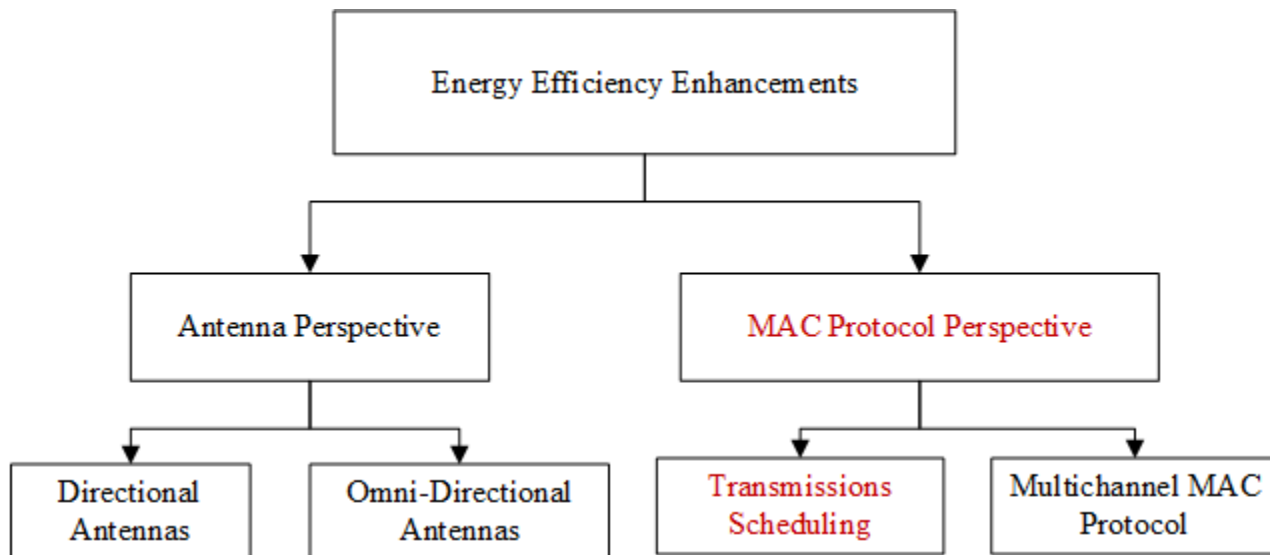 Energy Efficiency Enhancements
Antenna Perspective
MAC Protocol Perspective
Directional
Antennas
Omni-Directional
Antennas
Transmissions
Scheduling
Multichannel MAC
Protocol